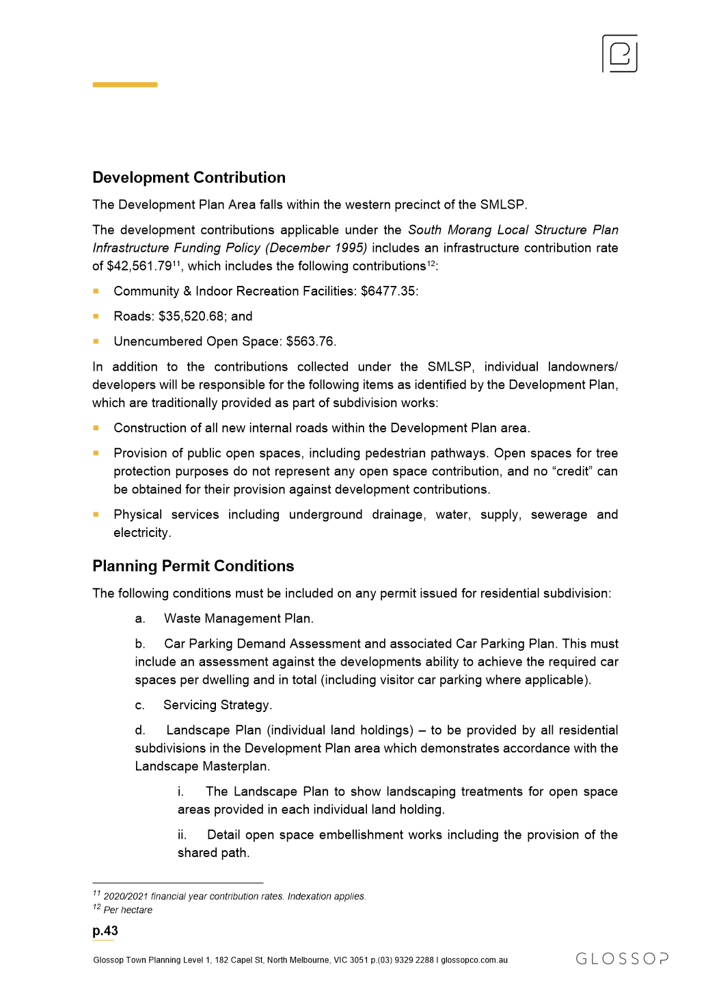 Development Contribution
The Development Plan Area falls within the western precinct of the SMLSP.
The development contributions applicable under the South Morang Local Structure Plan
Infrastructure Funding Policy (December 1995) includes an infrastructure contribution rate
of $42,561.79¹¹, which includes the following contributions¹²:
▪ Community & Indoor Recreation Facilities: $6477.35:
▪ Roads: $35,520.68; and
▪ Unencumbered Open Space: $563.76.
In addition to the contributions collected under the SMLSP, individual landowners/
developers will be responsible for the following items as identified by the Development Plan,
which are traditionally provided as part of subdivision works:
▪ Construction of all new internal roads within the Development Plan area.
▪ Provision of public open spaces, including pedestrian pathways. Open spaces for tree
protection purposes do not represent any open space contribution, and no “credit” can
be obtained for their provision against development contributions.
▪ Physical services including underground drainage, water, supply, sewerage and
electricity.
Planning Permit Conditions
The following conditions must be included on any permit issued for residential subdivision:
a. Waste Management Plan.
b. Car Parking Demand Assessment and associated Car Parking Plan. This must
include an assessment against the developments ability to achieve the required car
spaces per dwelling and in total (including visitor car parking where applicable).
c. Servicing Strategy.
d. Landscape Plan (individual land holdings) – to be provided by all residential
subdivisions in the Development Plan area which demonstrates accordance with the
Landscape Masterplan.
i. The Landscape Plan to show landscaping treatments for open space
areas provided in each individual land holding.
ii. Detail open space embellishment works including the provision of the
shared path.
¹¹ 2020/2021 financial year contribution rates. Indexation applies.
¹² Per hectare
p.43
Glossop Town Planning Level 1, 182 Capel St, North Melbourne, VIC 3051 p.(03) 9329 2288 I glossopco.com.au
GLOSSOP